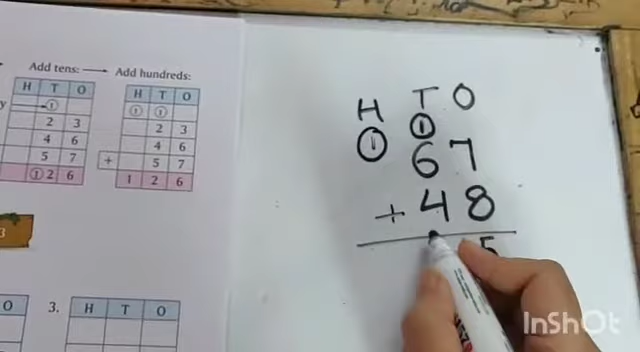 Add tens: Add hundreds:
H T O
①
2 3
4 6
5 7
① 2 6
H T O
① ①
2 3
4 6
+ 5 7
1 2 6
3
O
3. H T O
H T O
① ①
6 7
+ 4 8
5
InShOt